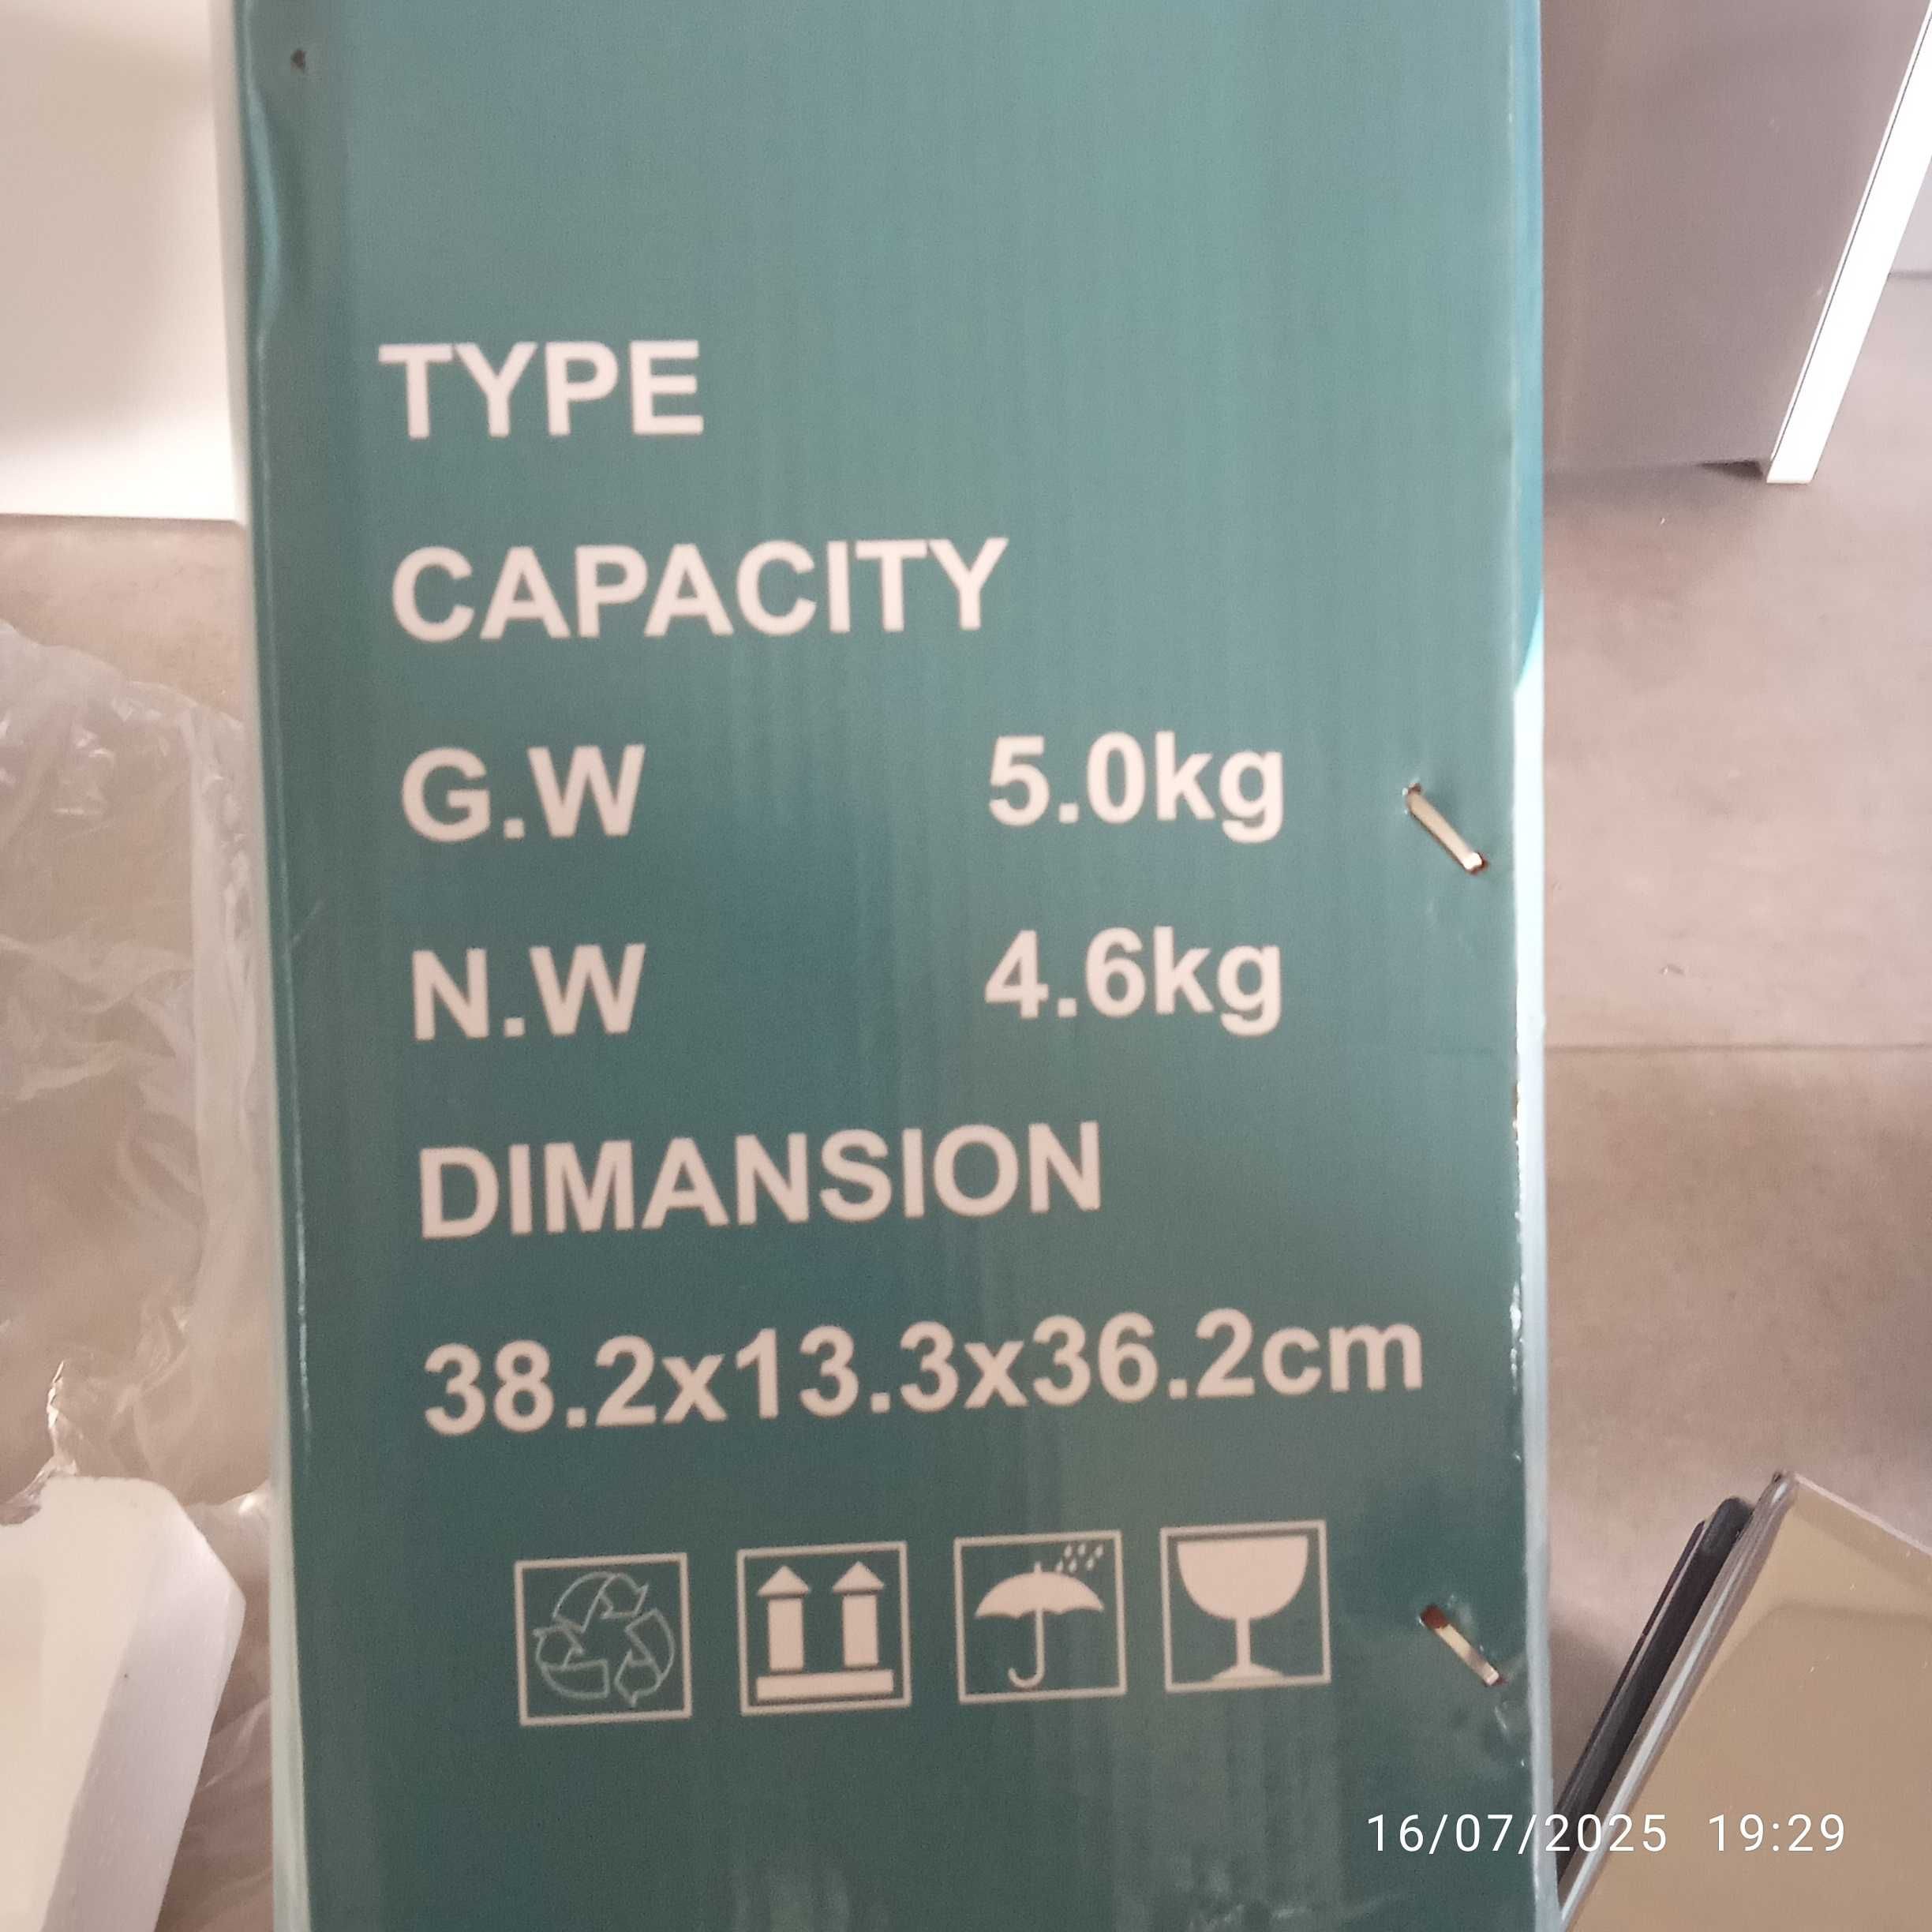 TYPE
CAPACITY
G.W 5.0kg
N.W 4.6kg
DIMANSION
38.2x13.3x36.2cm
16/07/2025 19:29